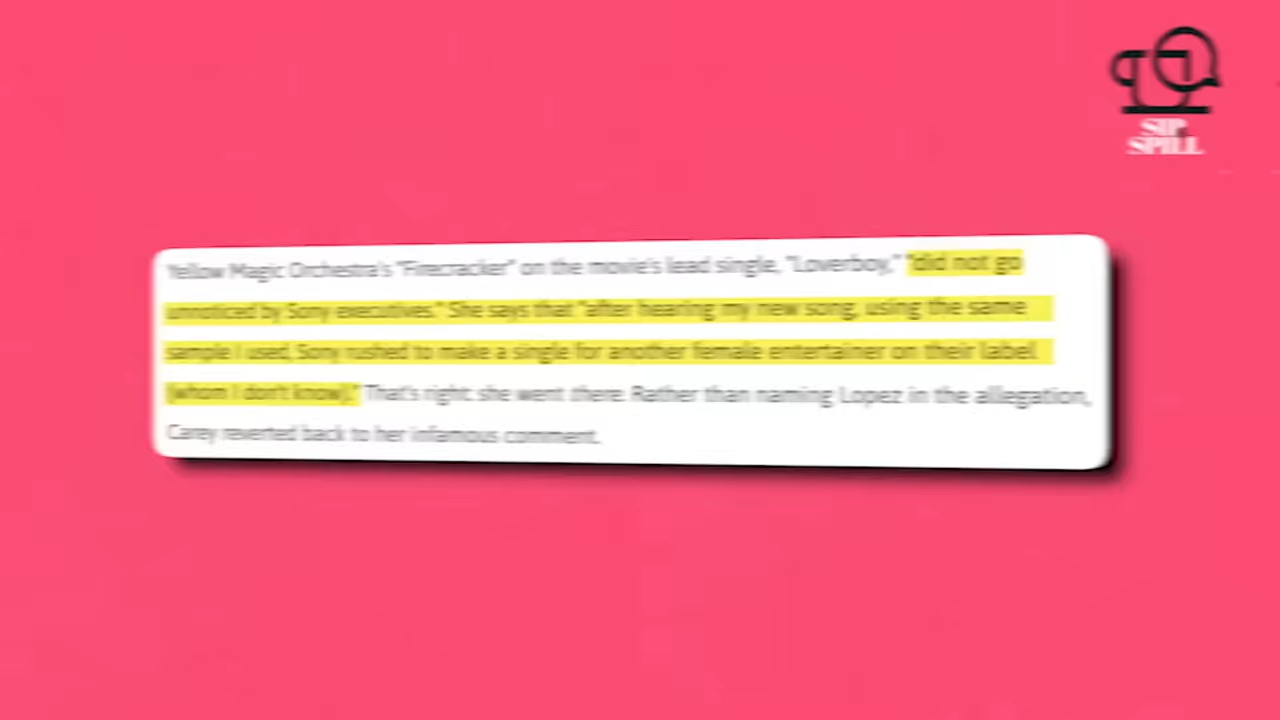 SIP
SPILL
Yellow Magic Orchestra's "Firecracker" on the movie's lead single, "Loverboy," "did not go
unnoticed by Sony executives." She says that "after hearing my new song, using the same
sample I used, Sony rushed to make a single for another female entertainer on their label
(whom I don't know)." That's right: she went there. Rather than naming Lopez in the allegation,
Carey reverted back to her infamous comment.